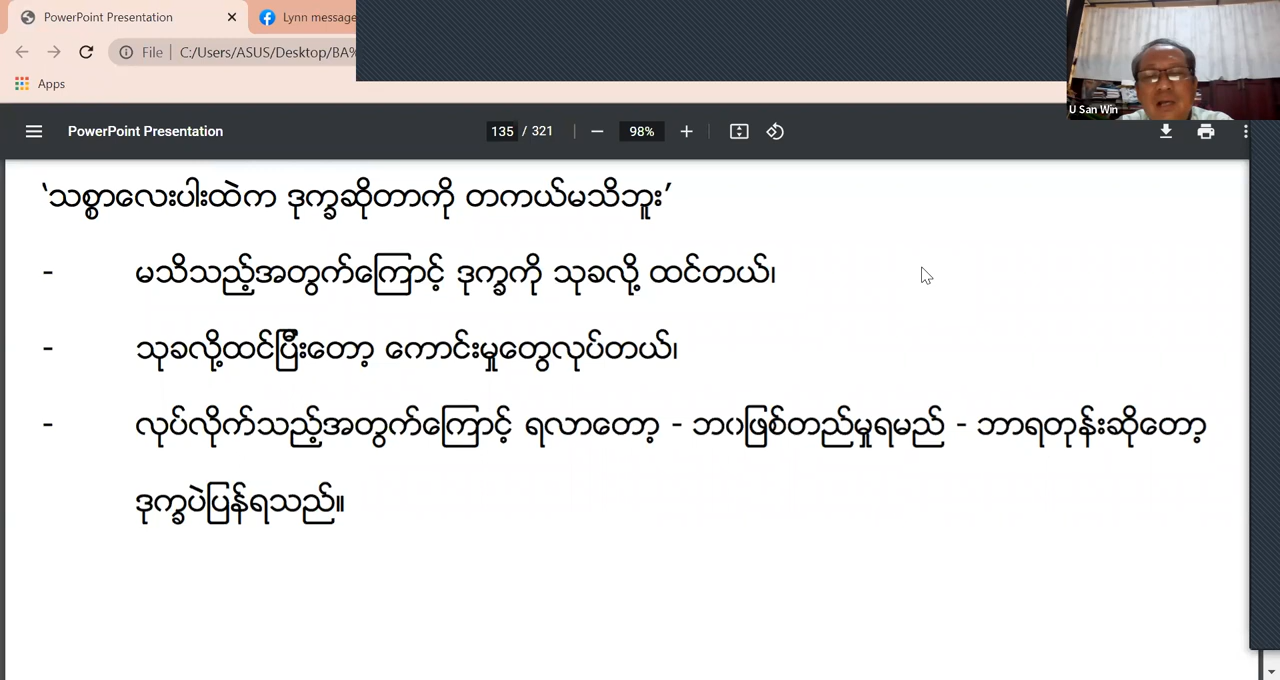 PowerPoint Presentation
Lynn message
File
C:/Users/ASUS/Desktop/BA%
Apps
U San Win
PowerPoint Presentation
135 / 321
98%
‘သစ္စာလေးပါးထဲက ဒုက္ခဆိုတာကို တကယ်မသိဘူး’
- မသိသည့်အတွက်ကြောင့် ဒုက္ခကို သုခလို့ ထင်တယ်၊
- သုခလို့ထင်ပြီးတော့ ကောင်းမှုတွေလုပ်တယ်၊
- လုပ်လိုက်သည့်အတွက်ကြောင့် ရလာတော့ - ဘဝဖြစ်တည်မှုရမည် - ဘာရတုန်းဆိုတော့
ဒုက္ခပဲပြန်ရသည်။